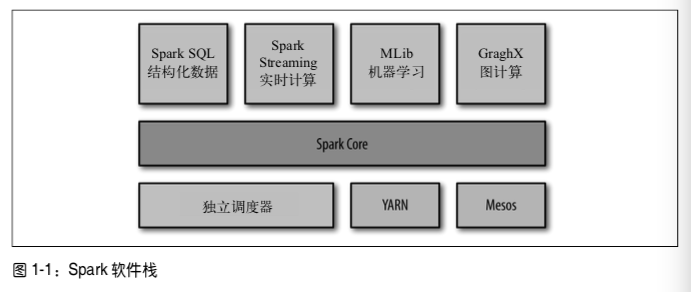 Spark SQL
结构化数据
Spark
Streaming
实时计算
MLib
机器学习
GraghX
图计算
Spark Core
独立调度器
YARN
Mesos
图 1-1：Spark 软件栈